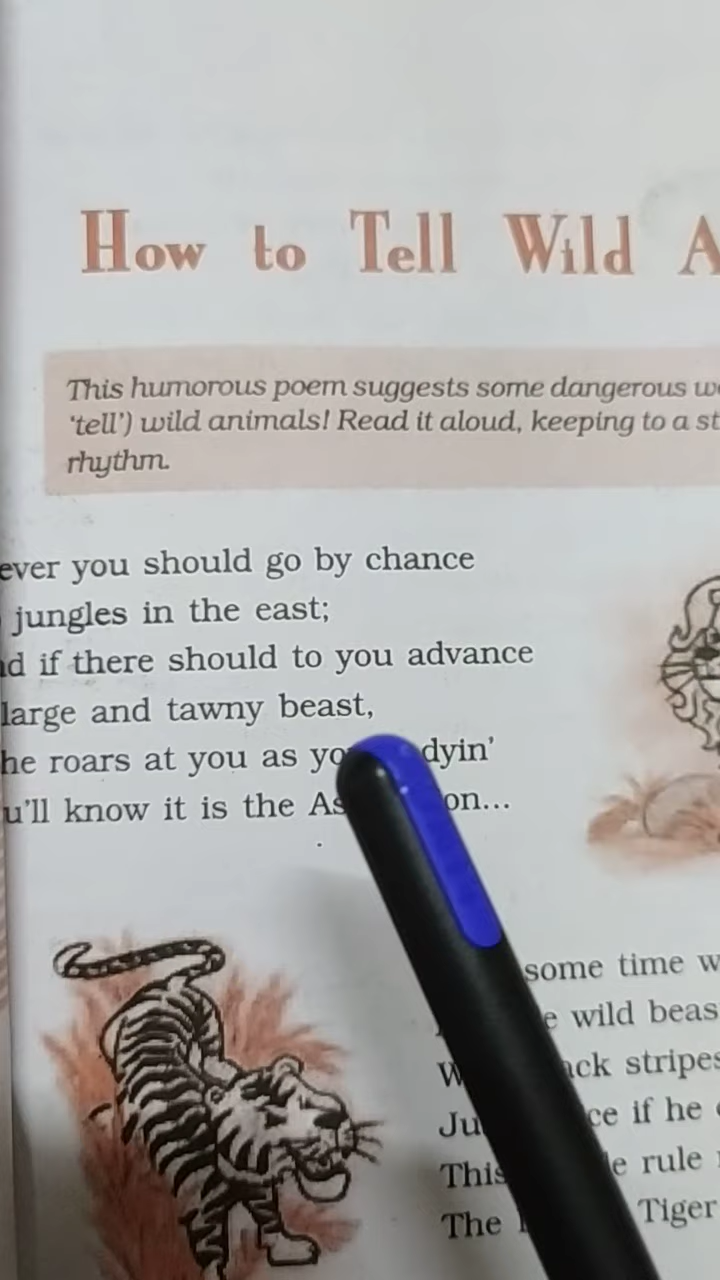 How to Tell Wild A
This humorous poem suggests some dangerous w
'tell') wild animals! Read it aloud, keeping to a st
rhythm.
ever you should go by chance
jungles in the east;
d if there should to you advance
large and tawny beast,
he roars at you as yo dyin'
u'll know it is the As on...
some time w
e wild beas
W ack stripes
Ju ce if he
This e rule
The Tiger